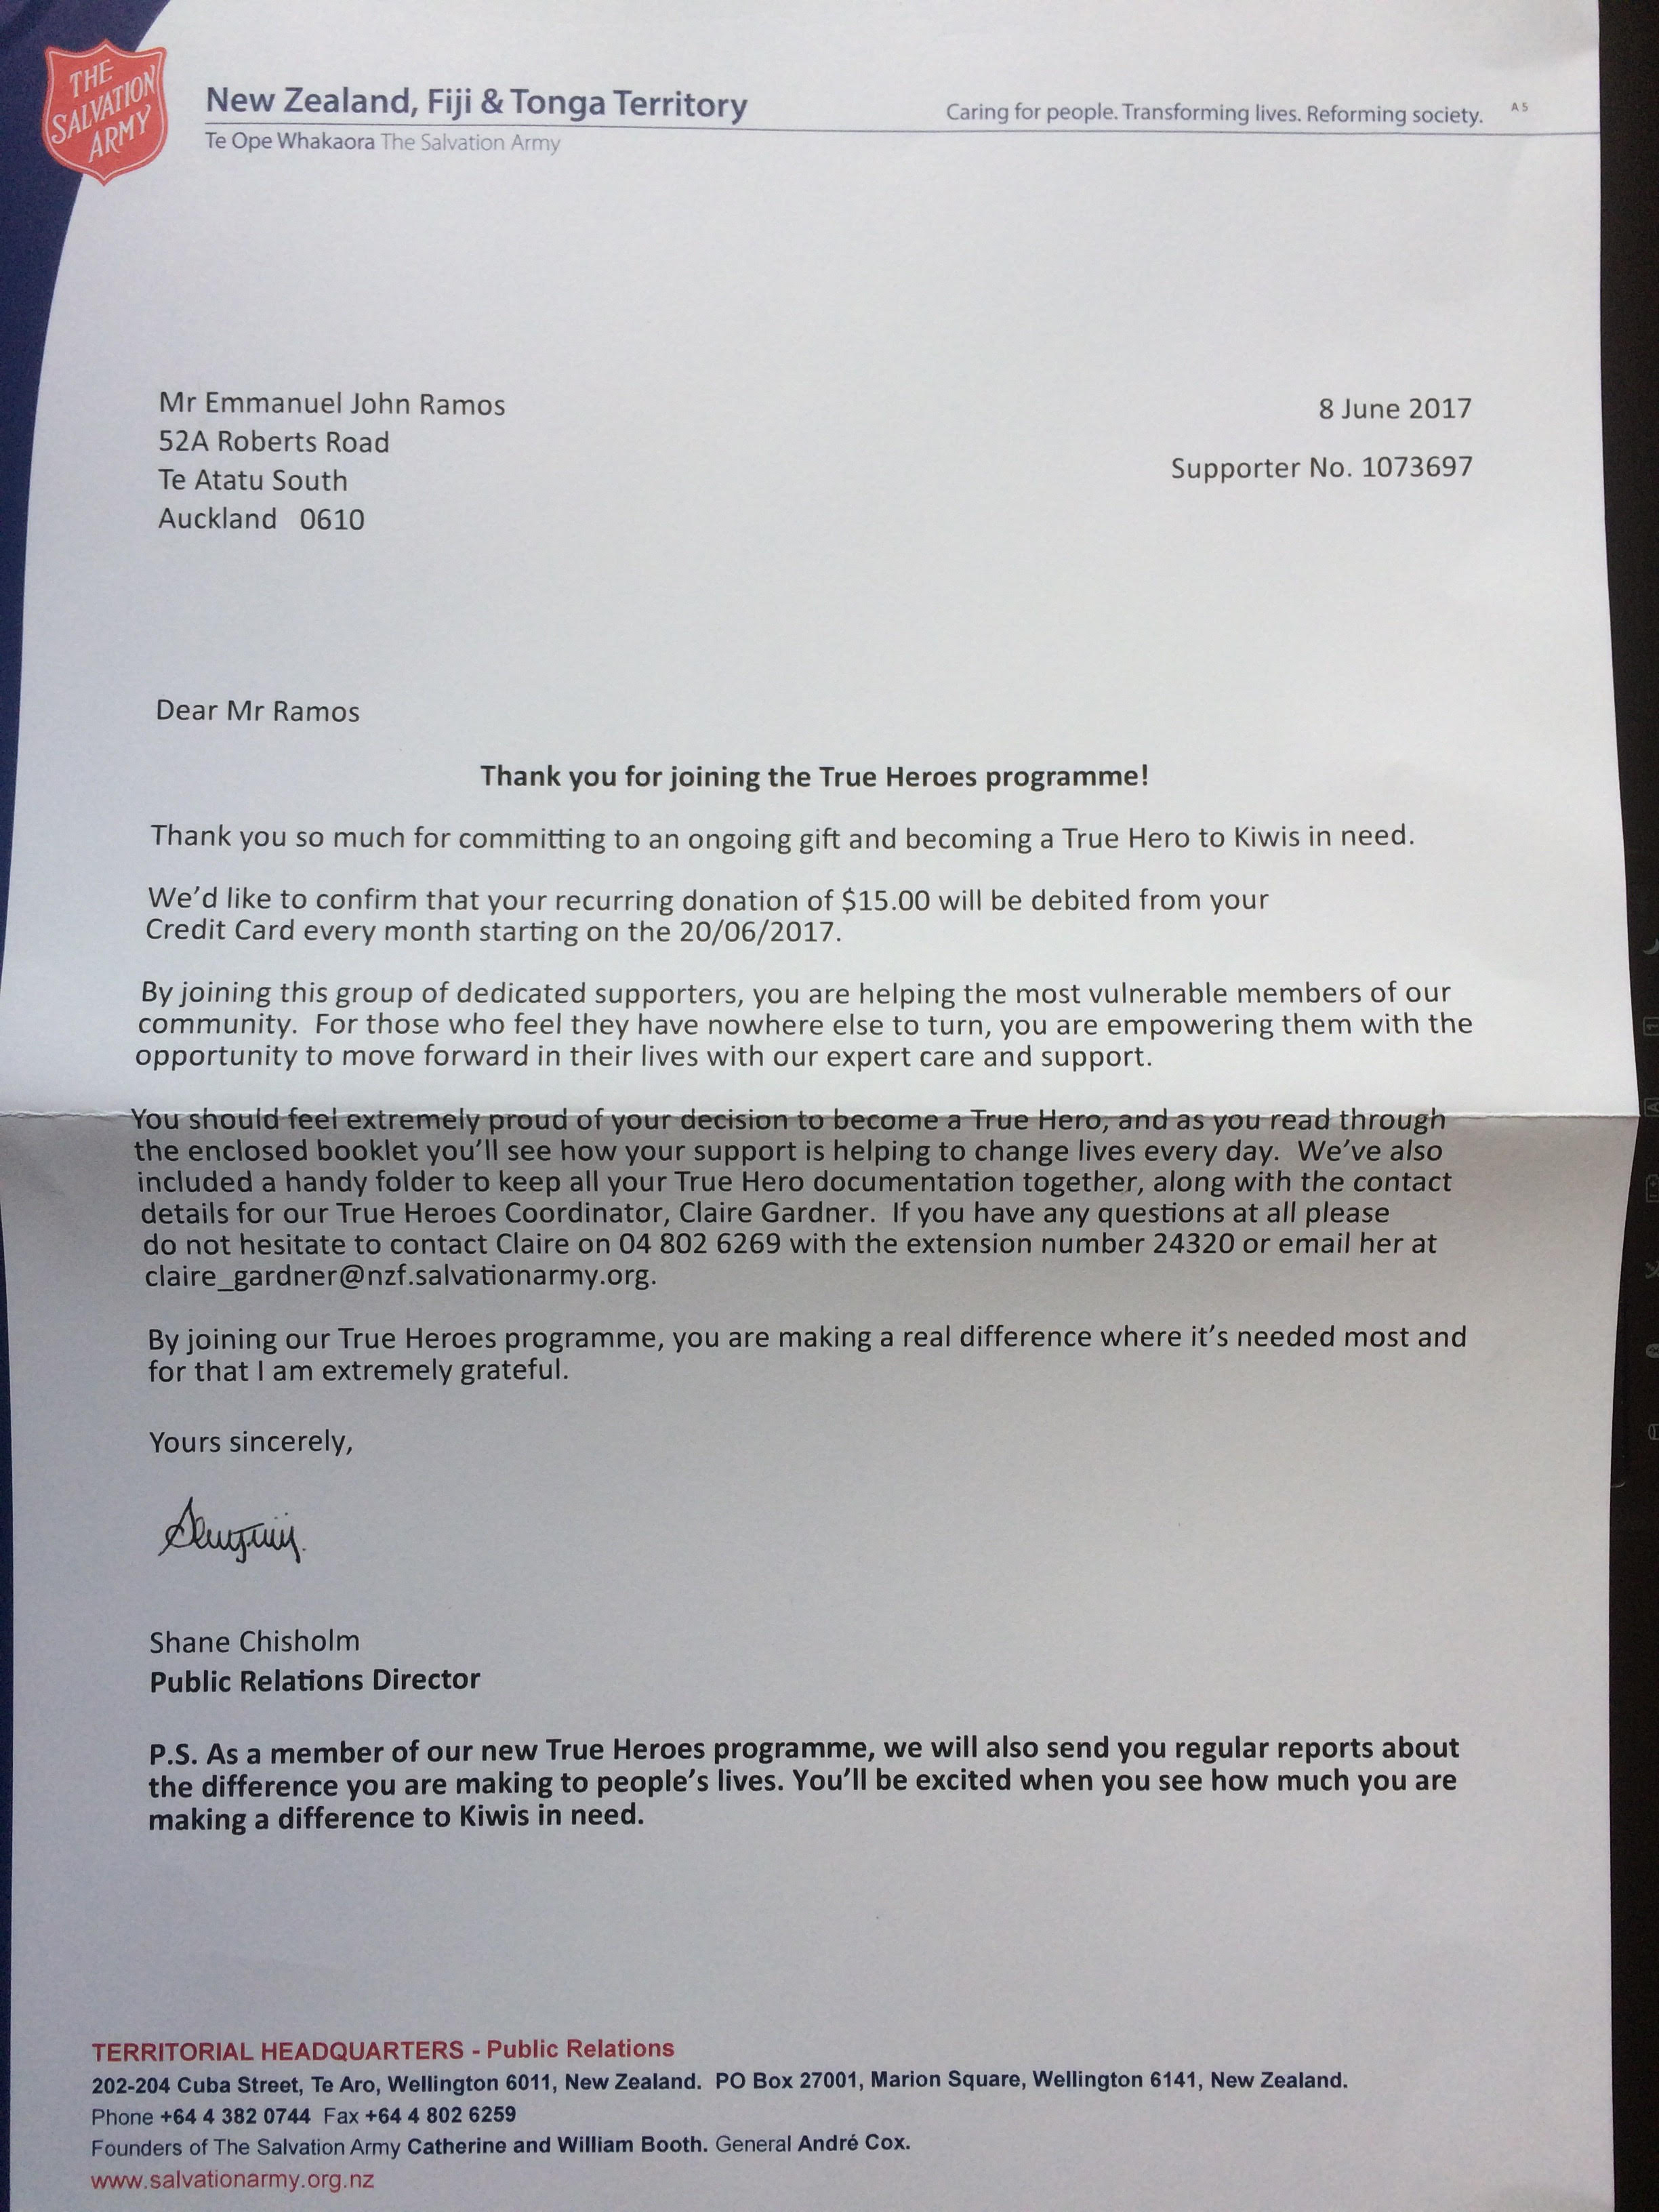 THE
SALVATION
ARMY
New Zealand, Fiji & Tonga Territory
Caring for people. Transforming lives. Reforming society. A5
Te Ope Whakaora The Salvation Army
Mr Emmanuel John Ramos
8 June 2017
52A Roberts Road
Supporter No. 1073697
Te Atatu South
Auckland 0610
Dear Mr Ramos
Thank you for joining the True Heroes programme!
Thank you so much for committing to an ongoing gift and becoming a True Hero to Kiwis in need.
We'd like to confirm that your recurring donation of $15.00 will be debited from your
Credit Card every month starting on the 20/06/2017.
By joining this group of dedicated supporters, you are helping the most vulnerable members of our
community. For those who feel they have nowhere else to turn, you are empowering them with the
opportunity to move forward in their lives with our expert care and support.
You should feel extremely proud of your decision to become a True Hero, and as you read through
the enclosed booklet you'll see how your support is helping to change lives every day. We've also
included a handy folder to keep all your True Hero documentation together, along with the contact
details for our True Heroes Coordinator, Claire Gardner. If you have any questions at all please
do not hesitate to contact Claire on 04 802 6269 with the extension number 24320 or email her at
claire_gardner@nzf.salvationarmy.org.
By joining our True Heroes programme, you are making a real difference where it's needed most and
for that I am extremely grateful.
Yours sincerely,
Shane Chisholm
Public Relations Director
P.S. As a member of our new True Heroes programme, we will also send you regular reports about
the difference you are making to people's lives. You'll be excited when you see how much you are
making a difference to Kiwis in need.
TERRITORIAL HEADQUARTERS - Public Relations
202-204 Cuba Street, Te Aro, Wellington 6011, New Zealand. PO Box 27001, Marion Square, Wellington 6141, New Zealand.
Phone +64 4 382 0744 Fax +64 4 802 6259
Founders of The Salvation Army Catherine and William Booth. General André Cox.
www.salvationarmy.org.nz